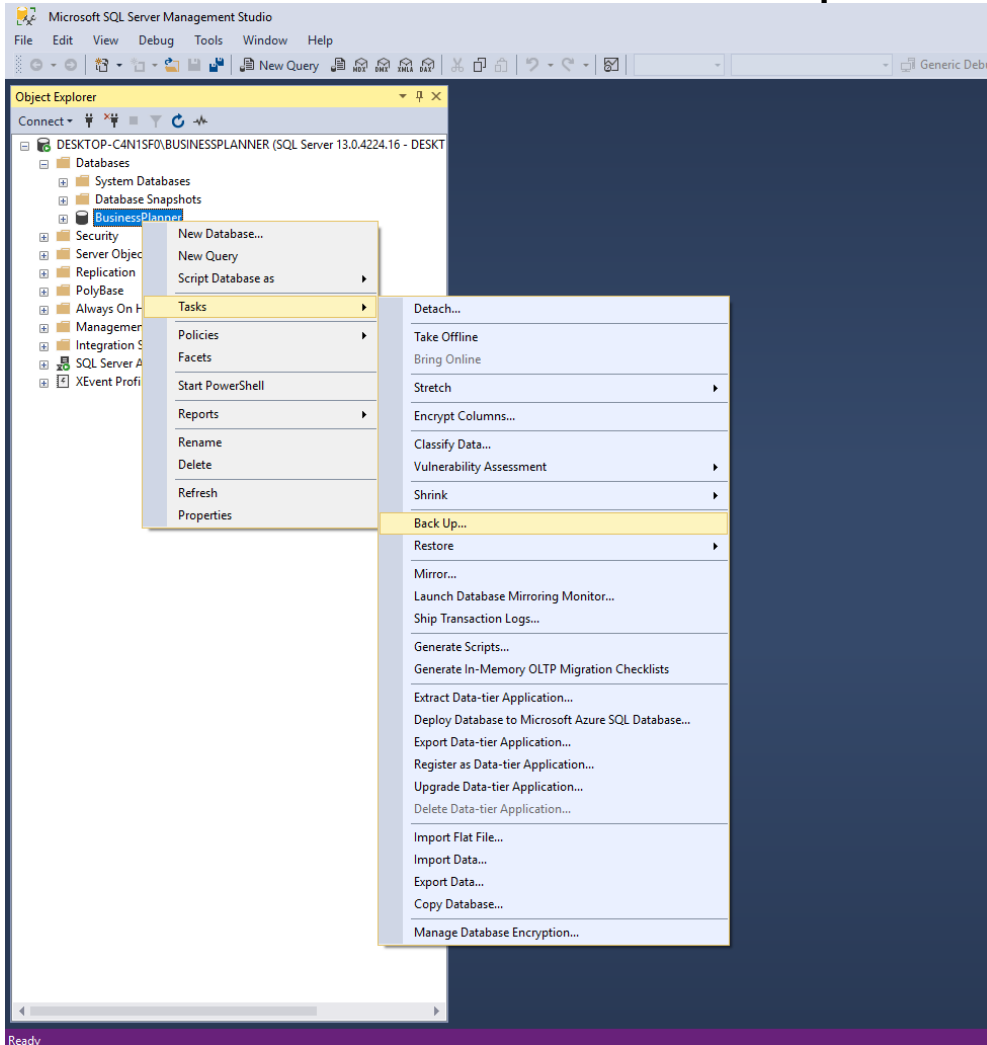 Microsoft SQL Server Management Studio
File Edit View Debug Tools Window Help
New Query MDX DMX XMLA DAX Generic Deb
Object Explorer
Connect
DESKTOP-C4N1SF0\BUSINESSPLANNER (SQL Server 13.0.4224.16 - DESKT
Databases
System Databases
Database Snapshots
BusinessPlanner
Security
Server Objec
Replication
PolyBase
Always On H
Managemen
Integration S
SQL Server A
XEvent Profi
New Database...
New Query
Script Database as
Tasks
Policies
Facets
Start PowerShell
Reports
Rename
Delete
Refresh
Properties
Detach...
Take Offline
Bring Online
Stretch
Encrypt Columns...
Classify Data...
Vulnerability Assessment
Shrink
Back Up...
Restore
Mirror...
Launch Database Mirroring Monitor...
Ship Transaction Logs...
Generate Scripts...
Generate In-Memory OLTP Migration Checklists
Extract Data-tier Application...
Deploy Database to Microsoft Azure SQL Database...
Export Data-tier Application...
Register as Data-tier Application...
Upgrade Data-tier Application...
Delete Data-tier Application...
Import Flat File...
Import Data...
Export Data...
Copy Database...
Manage Database Encryption...
Ready